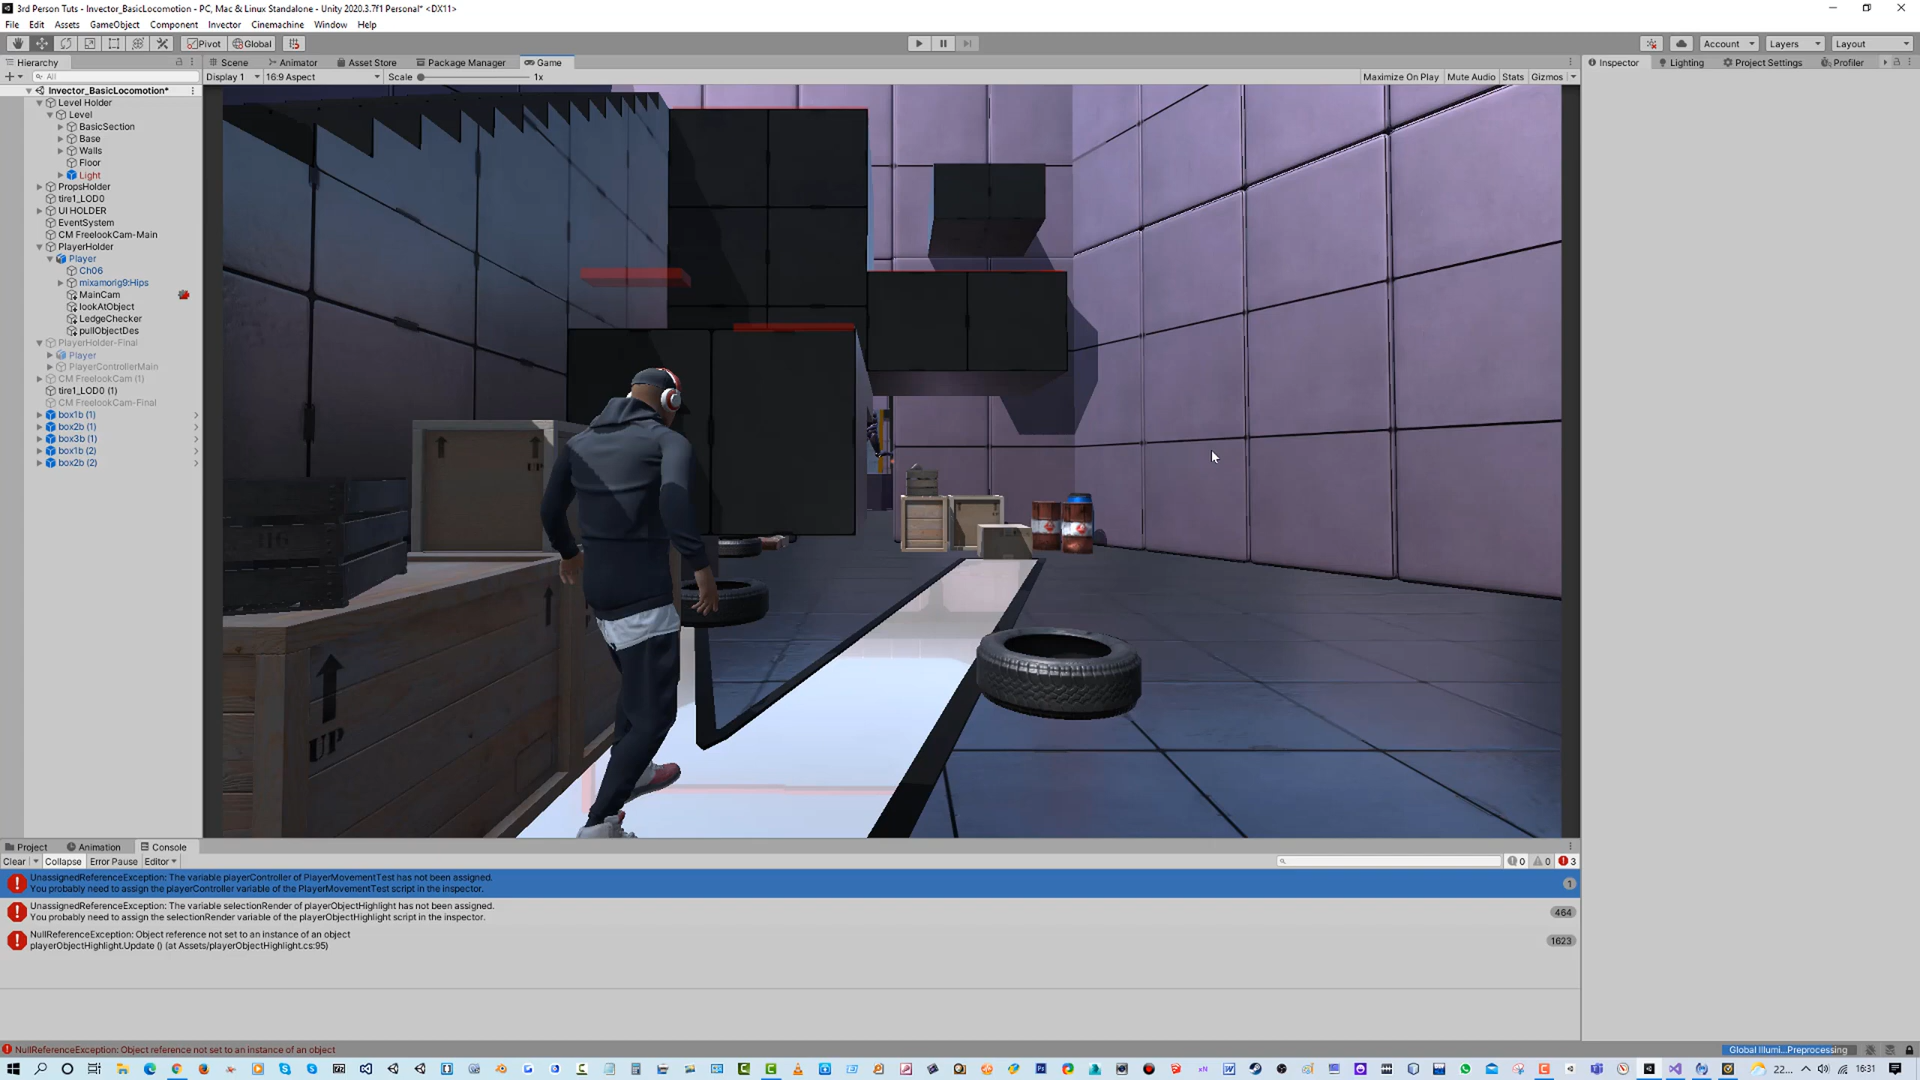 3rd Person Tuts - Invector_BasicLocomotion - PC, Mac & Linux Standalone - Unity 2020.3.7f1 Personal* <DX11>
File Edit Assets GameObject Component Invector Cinemachine Window Help
Pivot Global Account Layers Layout
Hierarchy Scene Animator Asset Store Package Manager Game Inspector Lighting Project Settings Profiler
All Display 1 16:9 Aspect Scale 1x Maximize On Play Mute Audio Stats Gizmos
Invector_BasicLocomotion*
Level Holder
Level
BasicSection
Base
Walls
Floor
Light
PropsHolder
tire1_LOD0
UI HOLDER
EventSystem
CM FreelookCam-Main
PlayerHolder
Player
Ch06
mixamorig9:Hips
MainCam
lookAtObject
LedgeChecker
pullObjectDes
PlayerHolder-Final
Player
PlayerControllerMain
CM FreelookCam (1)
tire1_LOD0 (1)
CM FreelookCam-Final
box1b (1)
box2b (1)
box3b (1)
box1b (2)
box2b (2)
UP
Project Animation Console
Clear Collapse Error Pause Editor 0 0 3
UnassignedReferenceException: The variable playerController of PlayerMovementTest has not been assigned.
You probably need to assign the playerController variable of the PlayerMovementTest script in the inspector.
1
UnassignedReferenceException: The variable selectionRender of playerObjectHighlight has not been assigned.
You probably need to assign the selectionRender variable of the playerObjectHighlight script in the inspector.
464
NullReferenceException: Object reference not set to an instance of an object
playerObjectHighlight.Update () (at Assets/playerObjectHighlight.cs:95)
1623
NullReferenceException: Object reference not set to an instance of an object
Global Illumi...Preprocessing
22... 16:31